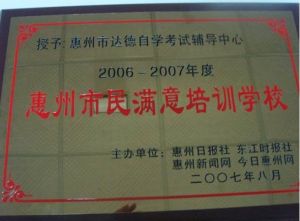 授予:惠州市达德自学考试辅导中心
2006-2007年度
惠州市民满意培训学校
主办单位:惠州日报社 东江时报社
惠州新闻网 今日惠州网
二〇〇七年八月